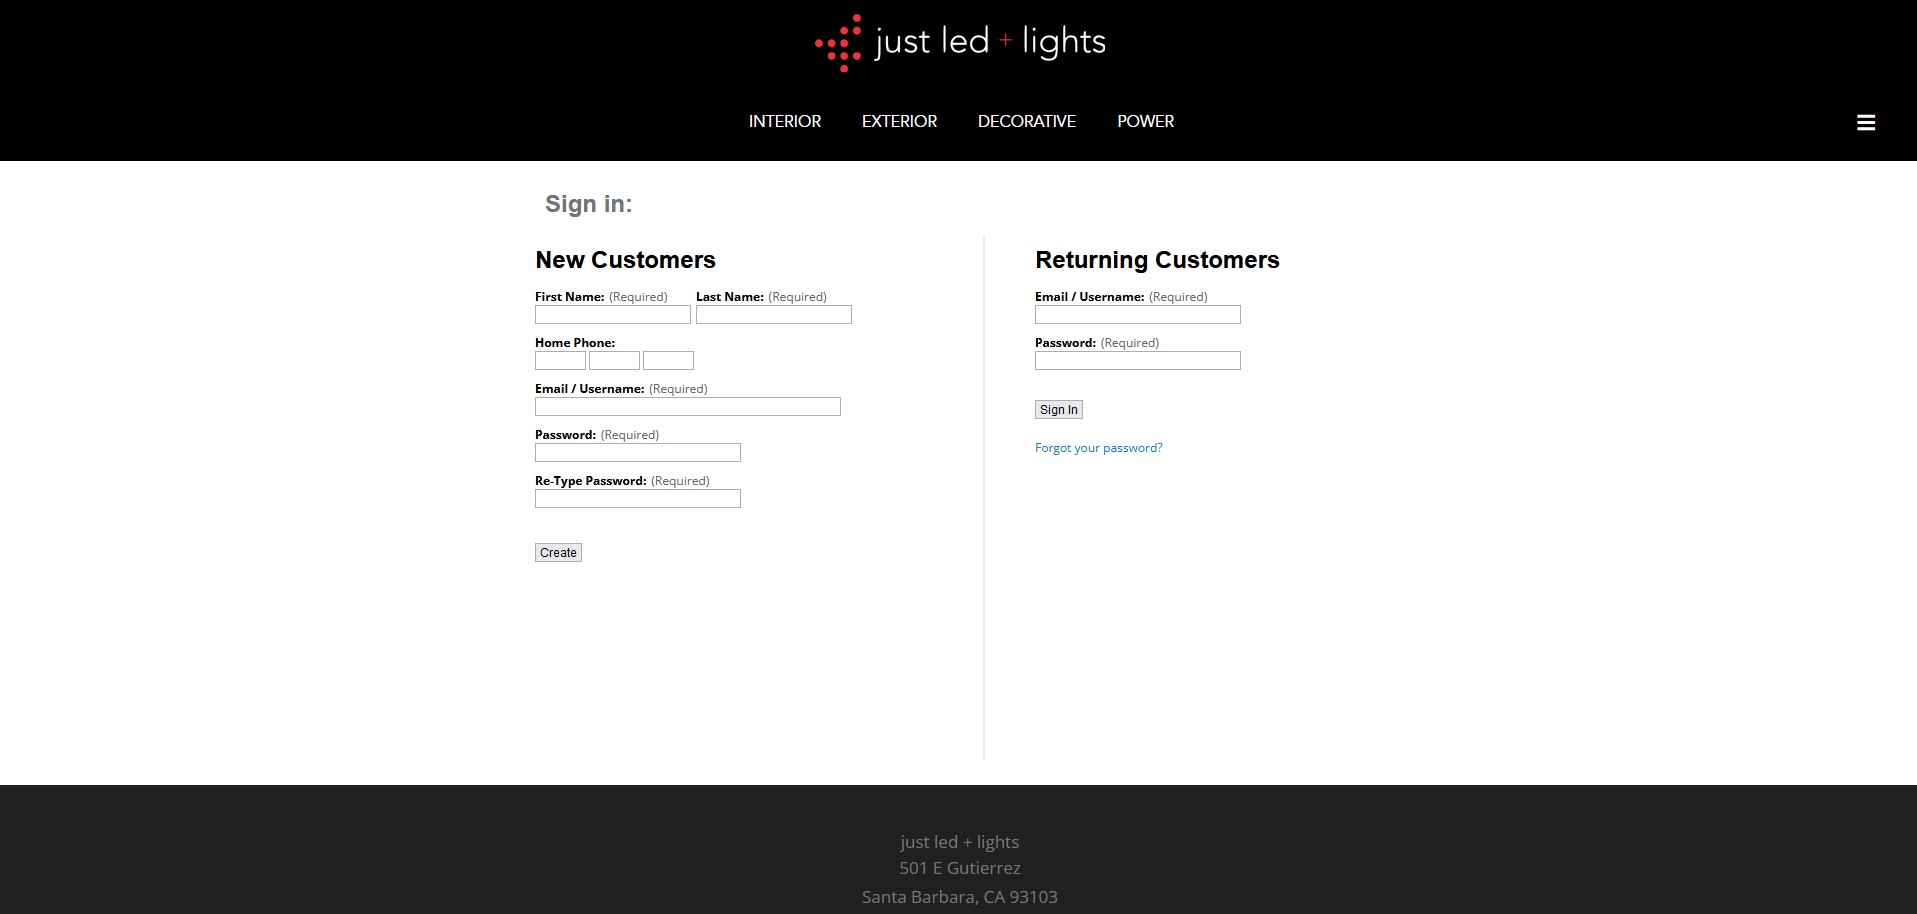 just led + lights
INTERIOR EXTERIOR DECORATIVE POWER
Sign in:
New Customers
First Name: (Required) Last Name: (Required)
Home Phone:
Email / Username: (Required)
Password: (Required)
Re-Type Password: (Required)
Create
Returning Customers
Email / Username: (Required)
Password: (Required)
Sign In
Forgot your password?
just led + lights
501 E Gutierrez
Santa Barbara, CA 93103